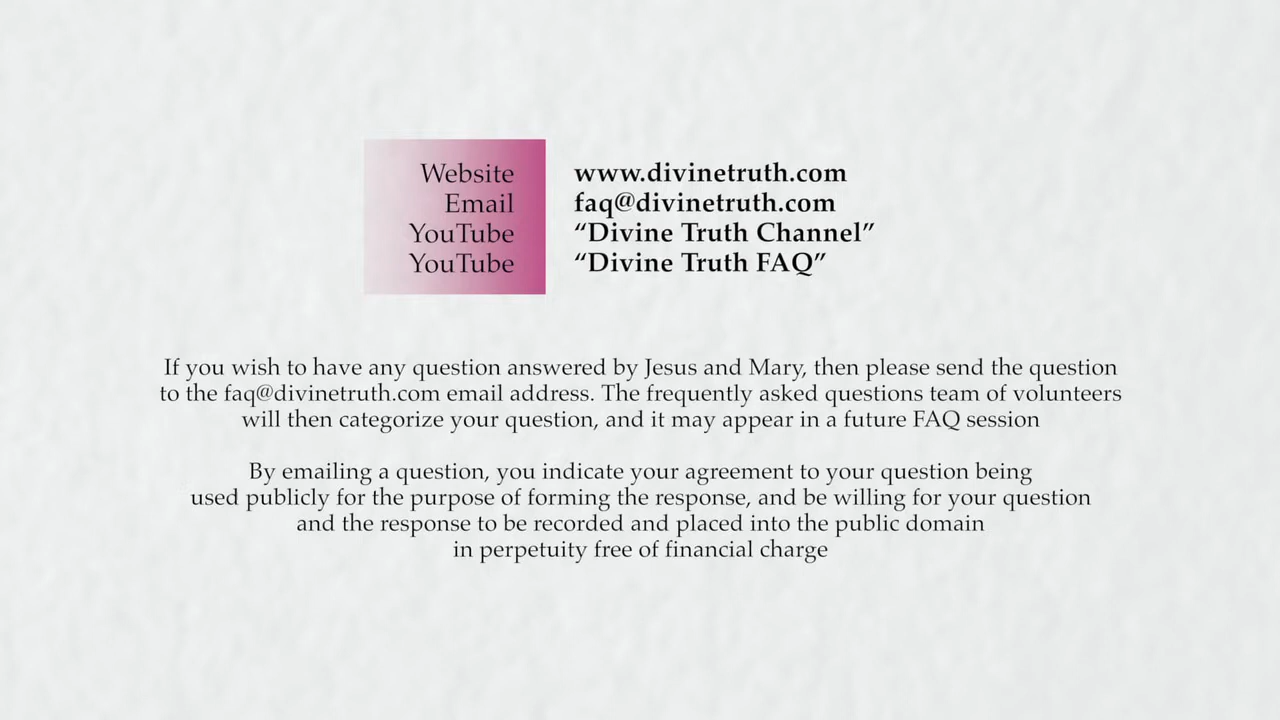 Website www.divinetruth.com
Email faq@divinetruth.com
YouTube “Divine Truth Channel”
YouTube “Divine Truth FAQ”
If you wish to have any question answered by Jesus and Mary, then please send the question
to the faq@divinetruth.com email address. The frequently asked questions team of volunteers
will then categorize your question, and it may appear in a future FAQ session
By emailing a question, you indicate your agreement to your question being
used publicly for the purpose of forming the response, and be willing for your question
and the response to be recorded and placed into the public domain
in perpetuity free of financial charge